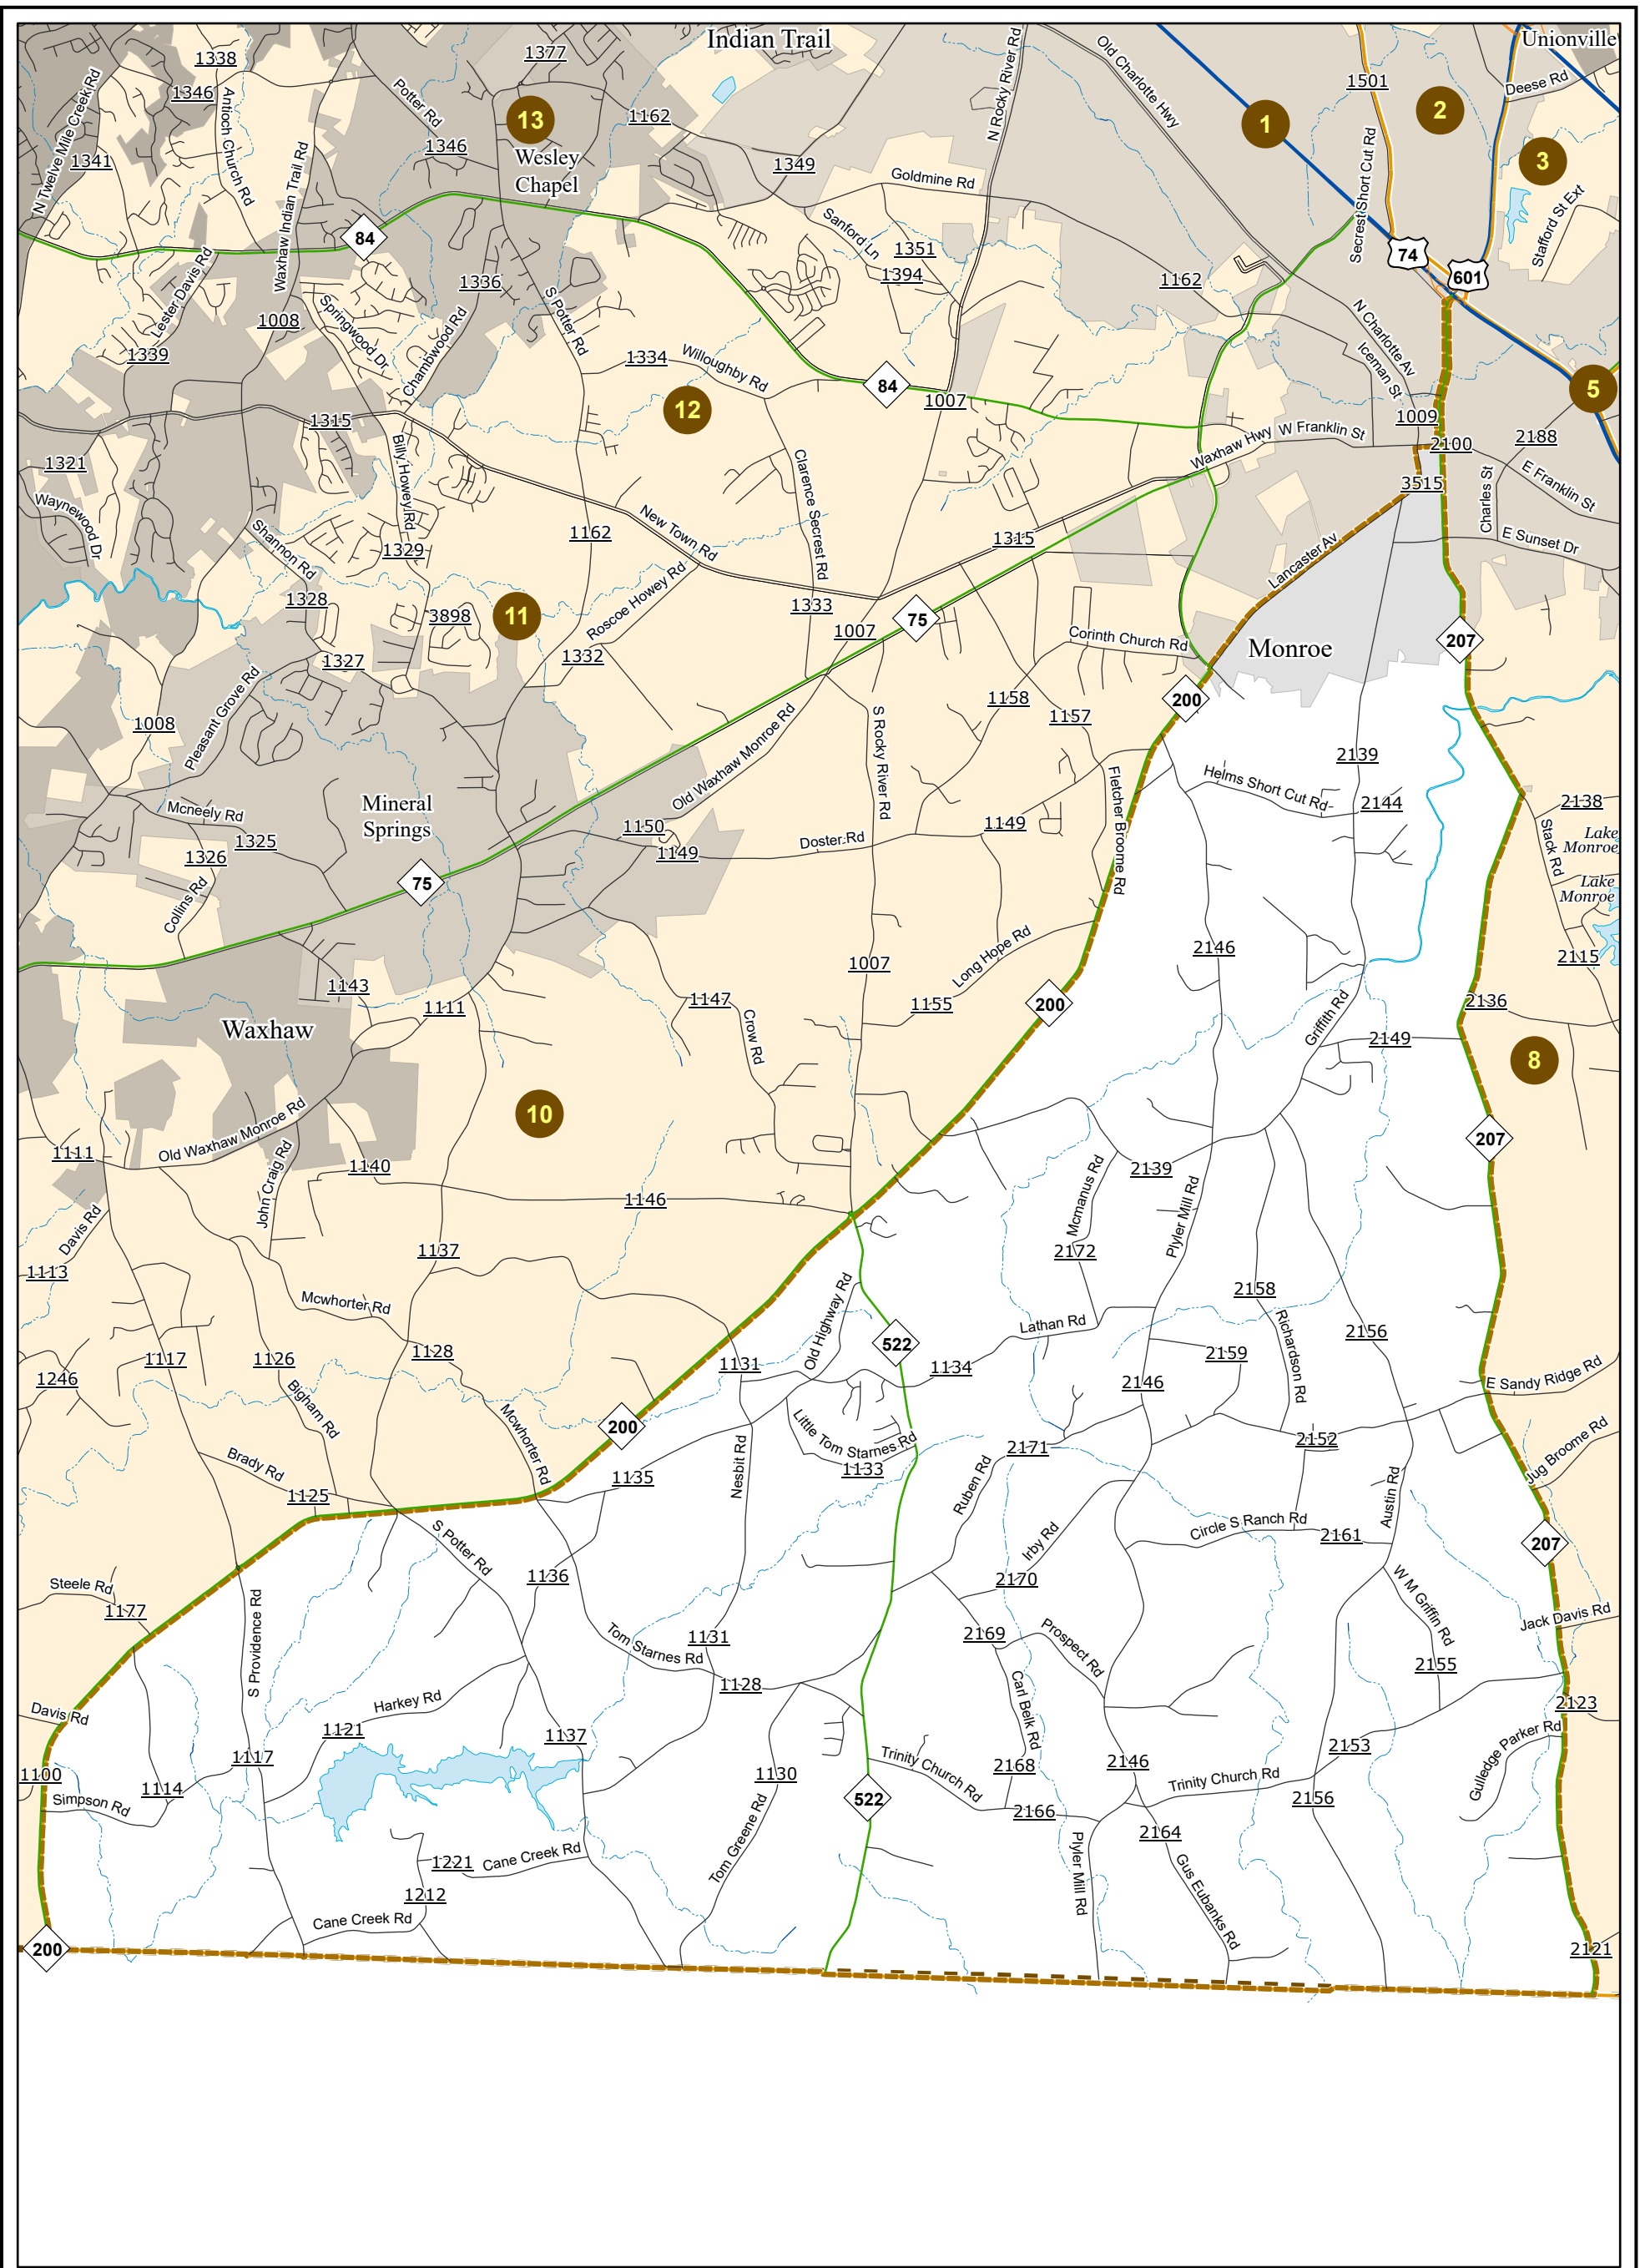 Indian Trail
Unionville
1338
1377
N Rocky River Rd
Old Charlotte Hwy
1501
Deese Rd
N Twelve Mile Creek Rd
1346
Antioch Church Rd
Potter Rd
13
1162
1
2
3
1341
1346
Wesley
Chapel
1349
Goldmine Rd
Secrest Short Cut Rd
Stafford St Ext
Waxhaw Indian Trail Rd
84
Sanford Ln
1351
1394
1162
74
601
Lester Davis Rd
1336
S Potter Rd
1008
Springwood Dr
Chambwood Rd
N Charlotte Av
Iceman St
1339
1334
Willoughby Rd
84
1007
5
12
1315
Billy Howey Rd
1009
2100
2188
Waxhaw Hwy
W Franklin St
1321
Clarence Secrest Rd
3515
Charles St
E Franklin St
Waynewood Dr
Shannon Rd
1329
1162
New Town Rd
1315
Lancaster Av
E Sunset Dr
1328
3898
11
Roscoe Howey Rd
1333
75
1007
1327
1332
Corinth Church Rd
Monroe
207
Pleasant Grove Rd
1008
1158
200
1157
S Rocky River Rd
Old Waxhaw Monroe Rd
2139
Mcneely Rd
Mineral
Springs
Fletcher Broome Rd
Helms Short Cut Rd
2144
2138
1325
1326
1150
1149
Doster Rd
1149
Stack Rd
Lake
Monroe
75
Collins Rd
Lake
Monroe
Long Hope Rd
2146
1007
2115
1143
1111
1147
1155
200
2136
Waxhaw
Crow Rd
Griffith Rd
2149
8
10
Old Waxhaw Monroe Rd
207
1111
John Craig Rd
1140
2139
Mcmanus Rd
Plyler Mill Rd
1146
Davis Rd
1137
2172
1113
2158
Mcwhorter Rd
Old Highway Rd
522
Lathan Rd
2156
Richardson Rd
1117
1126
1128
1131
1134
2159
1246
2146
E Sandy Ridge Rd
Bigham Rd
Mcwhorter Rd
200
Little Tom Starnes Rd
2152
2171
Jug Broome Rd
Brady Rd
Nesbit Rd
1133
1135
1125
Ruben Rd
Austin Rd
S Potter Rd
Irby Rd
Circle S Ranch Rd
2161
207
1136
2170
W M Griffin Rd
Steele Rd
1177
S Providence Rd
Tom Starnes Rd
1131
2169
Prospect Rd
Jack Davis Rd
1128
2155
Davis Rd
Harkey Rd
Carl Belk Rd
2123
1121
1137
Gulledge Parker Rd
1117
2153
1100
1114
1130
Trinity Church Rd
2168
2146
Trinity Church Rd
Simpson Rd
522
2166
2156
Tom Greene Rd
2164
1221
Cane Creek Rd
Plyler Mill Rd
Gus Eubanks Rd
1212
Cane Creek Rd
200
2121